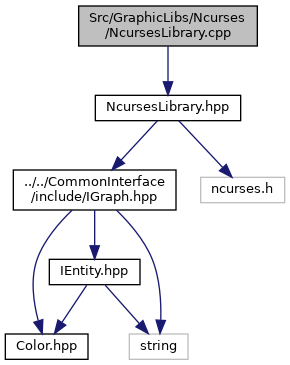 Src/GraphicLibs/Ncurses
/NcursesLibrary.cpp
NcursesLibrary.hpp
../../CommonInterface
/include/IGraph.hpp
ncurses.h
IEntity.hpp
Color.hpp
string